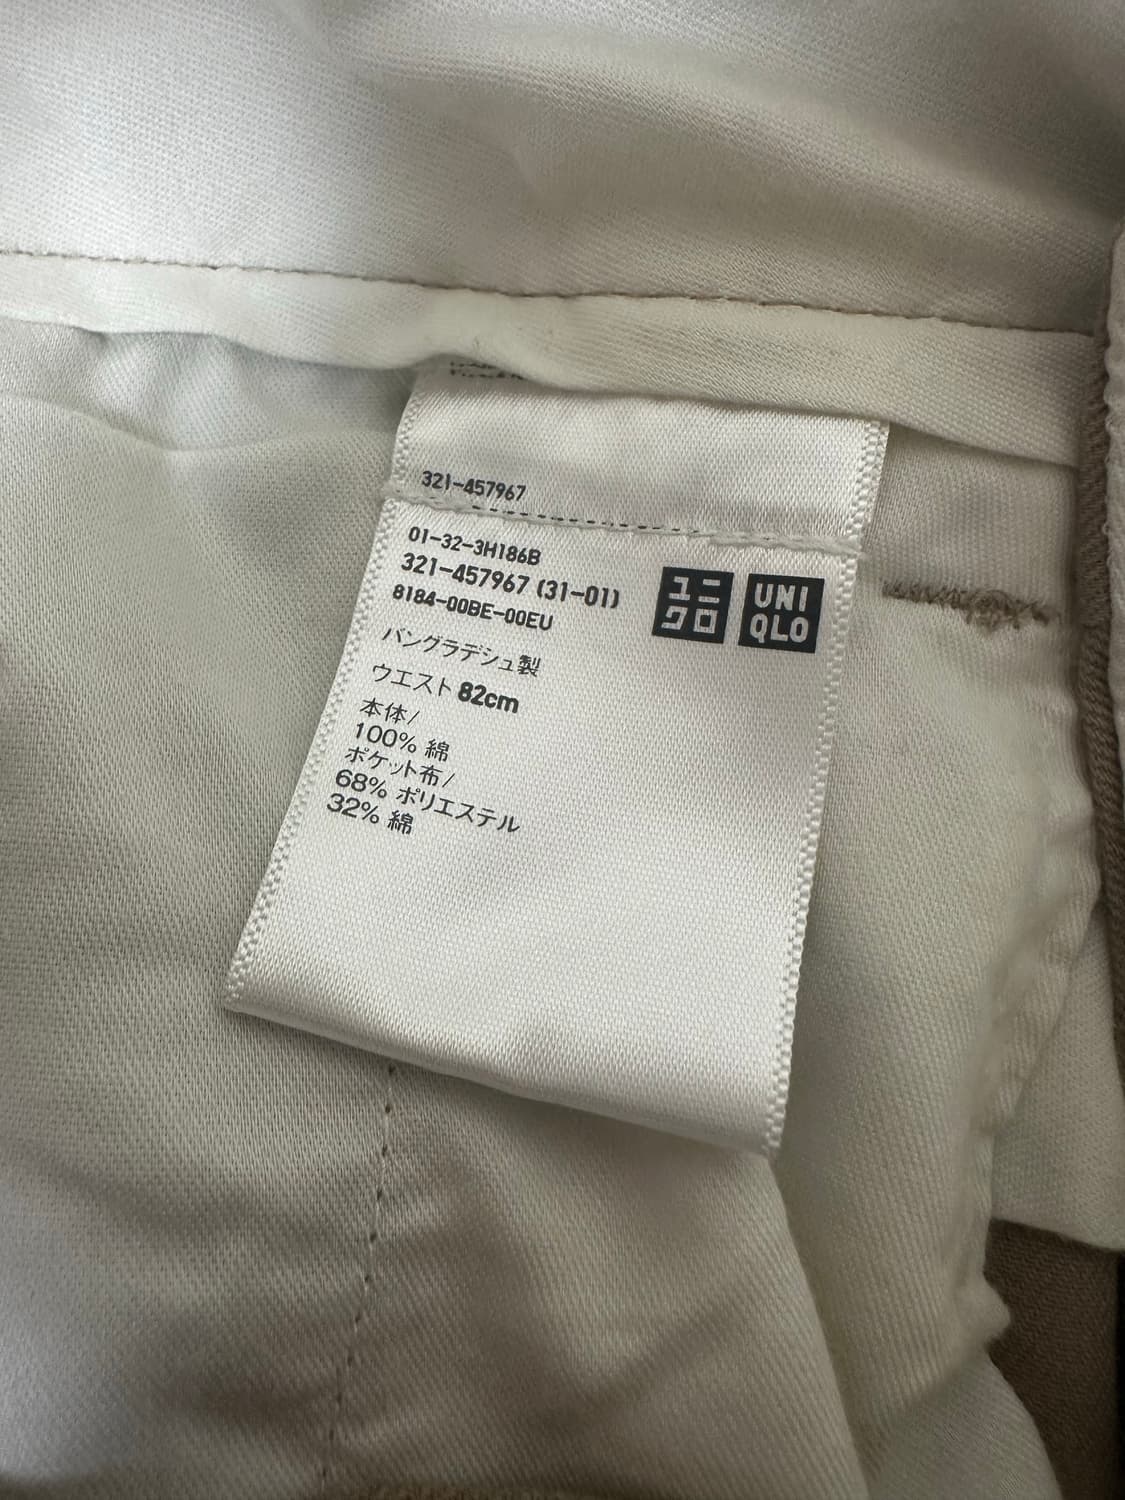 321-457967
01-32-3H186B
321-457967 (31-01)
8184-00BE-00EU
バングラデシュ製
ウエスト 82cm
本体/
100% 綿
ポケット布/
68% ポリエステル
32% 綿
ユニ
クロ
UNI
QLO